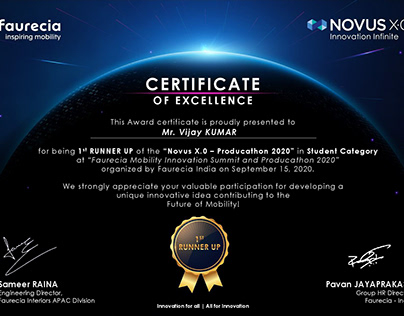 faurecia
inspiring mobility
NOVUS X.0
Innovation Infinite
CERTIFICATE
OF EXCELLENCE
This Award certificate is proudly presented to
Mr. Vijay KUMAR
for being 1ST RUNNER UP of the “Novus X.0 – Producathon 2020” in Student Category
at “Faurecia Mobility Innovation Summit and Producathon 2020”
organized by Faurecia India on September 15, 2020.
We strongly appreciate your valuable participation for developing a
unique innovative idea contributing to the
Future of Mobility!
1ST
RUNNER UP
Sameer RAINA
Engineering Director,
Faurecia Interiors APAC Division
Pavan JAYAPRAKA
Group HR Direc
Faurecia - In
Innovation for all | All for Innovation